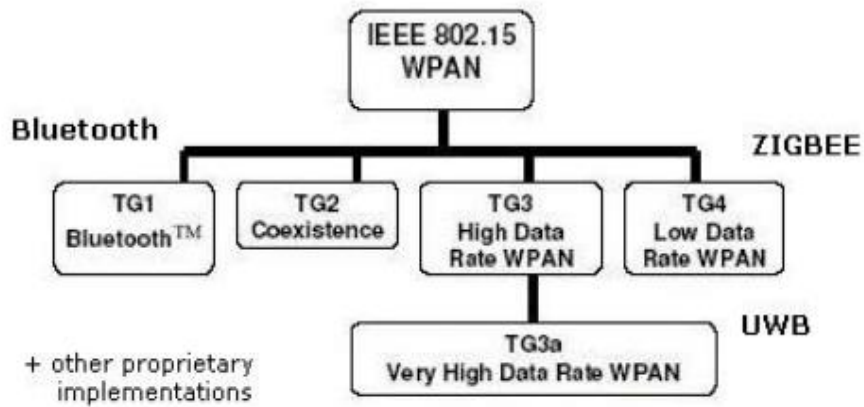 IEEE 802.15
WPAN
Bluetooth
ZIGBEE
TG1
Bluetooth™
TG2
Coexistence
TG3
High Data
Rate WPAN
TG4
Low Data
Rate WPAN
UWB
TG3a
Very High Data Rate WPAN
+ other proprietary
implementations